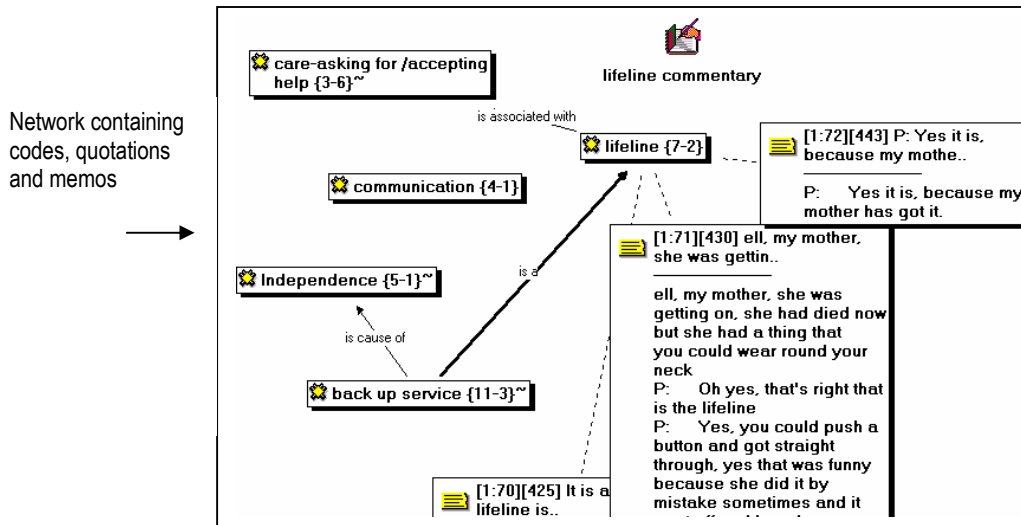 Network containing
codes, quotations
and memos
care-asking for /accepting
help {3-6}~
lifeline commentary
is associated with
lifeline {7-2}
[1:72][443] P: Yes it is,
because my mothe..
P: Yes it is, because my
mother has got it.
communication {4-1}
[1:71][430] ell, my mother,
she was gettin..
ell, my mother, she was
getting on, she had died now
but she had a thing that
you could wear round your
neck
P: Oh yes, that's right that
is the lifeline
P: Yes, you could push a
button and got straight
through, yes that was funny
because she did it by
mistake sometimes and it
is a
Independence {5-1}~
is cause of
back up service {11-3}~
[1:70][425] It is a
lifeline is..